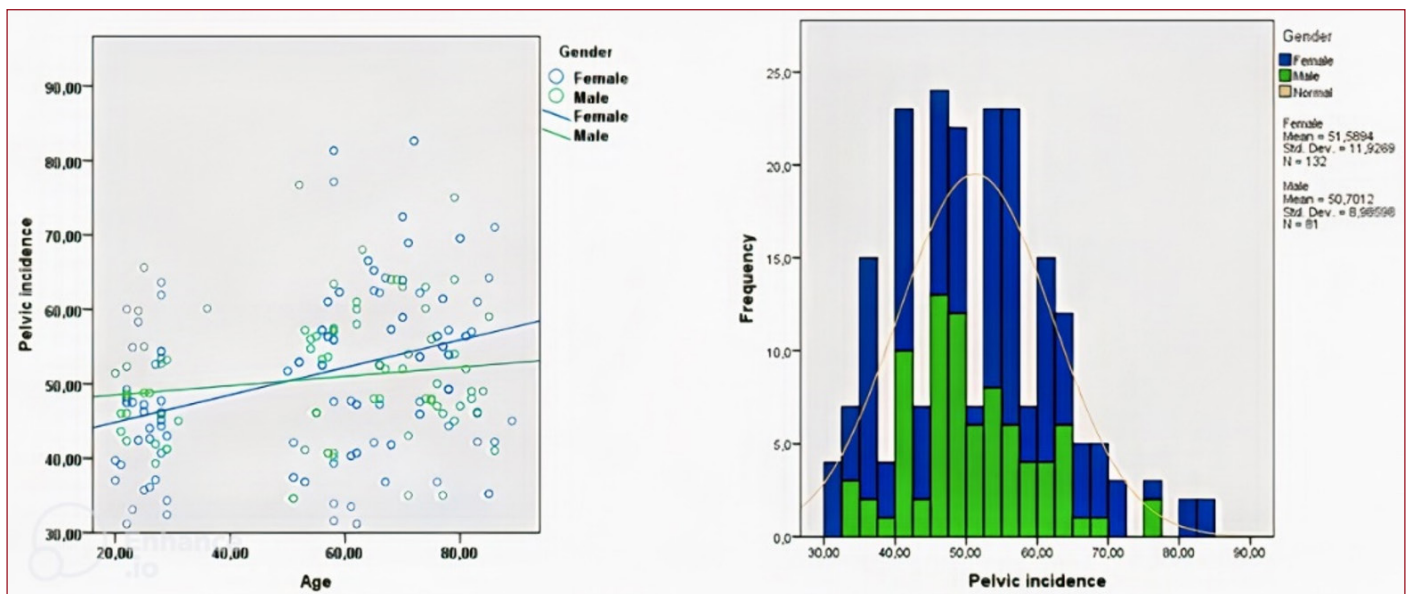 Gender
Female
Male
Female
Male
90,00
80,00
70,00
60,00
50,00
40,00
30,00
Pelvic incidence
20,00
40,00
60,00
80,00
Age
Enhance
.io
Gender
Female
Male
Normal
Female
Mean = 51,5894
Std. Dev. = 11,9269
N = 132
Male
Mean = 50,7012
Std. Dev. = 8,98598
N = 81
25,0
20,0
15,0
10,0
5,0
0,0
Frequency
30,00
40,00
50,00
60,00
70,00
80,00
90,00
Pelvic incidence